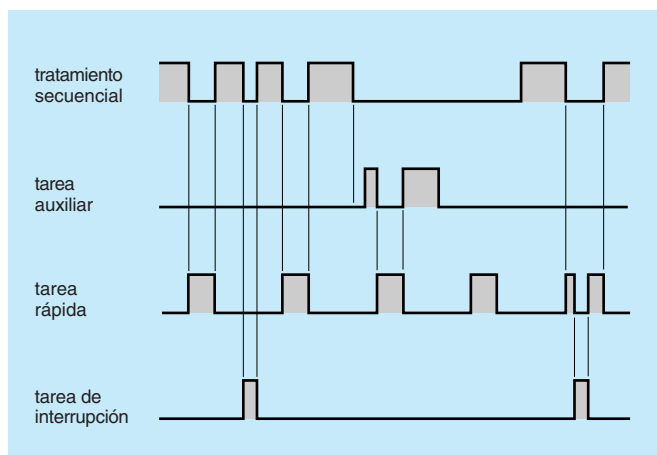 tratamiento
secuencial
tarea
auxiliar
tarea
rápida
tarea de
interrupción